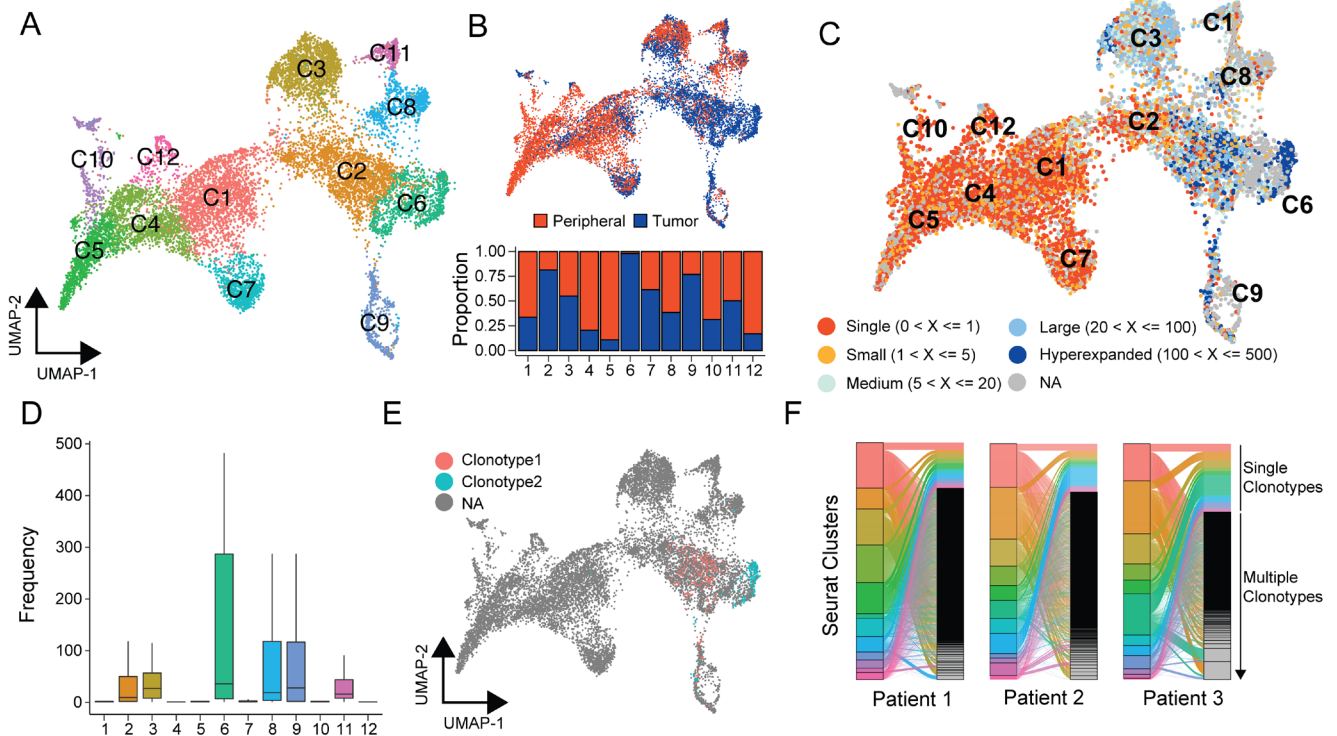 A
C1
C2
C3
C4
C5
C6
C7
C8
C9
C10
C11
C12
UMAP-2
UMAP-1
B
Peripheral
Tumor
Proportion
1.00
0.75
0.50
0.25
0.00
1 2 3 4 5 6 7 8 9 10 11 12
C
C3
C1
C8
C10
C12
C2
C1
C4
C5
C6
C7
C9
Single (0 < X <= 1)
Small (1 < X <= 5)
Medium (5 < X <= 20)
Large (20 < X <= 100)
Hyperexpanded (100 < X <= 500)
NA
D
Frequency
500
400
300
200
100
0
1 2 3 4 5 6 7 8 9 10 11 12
E
Clonotype1
Clonotype2
NA
UMAP-2
UMAP-1
F
Seurat Clusters
Single
Clonotypes
Multiple
Clonotypes
Patient 1
Patient 2
Patient 3